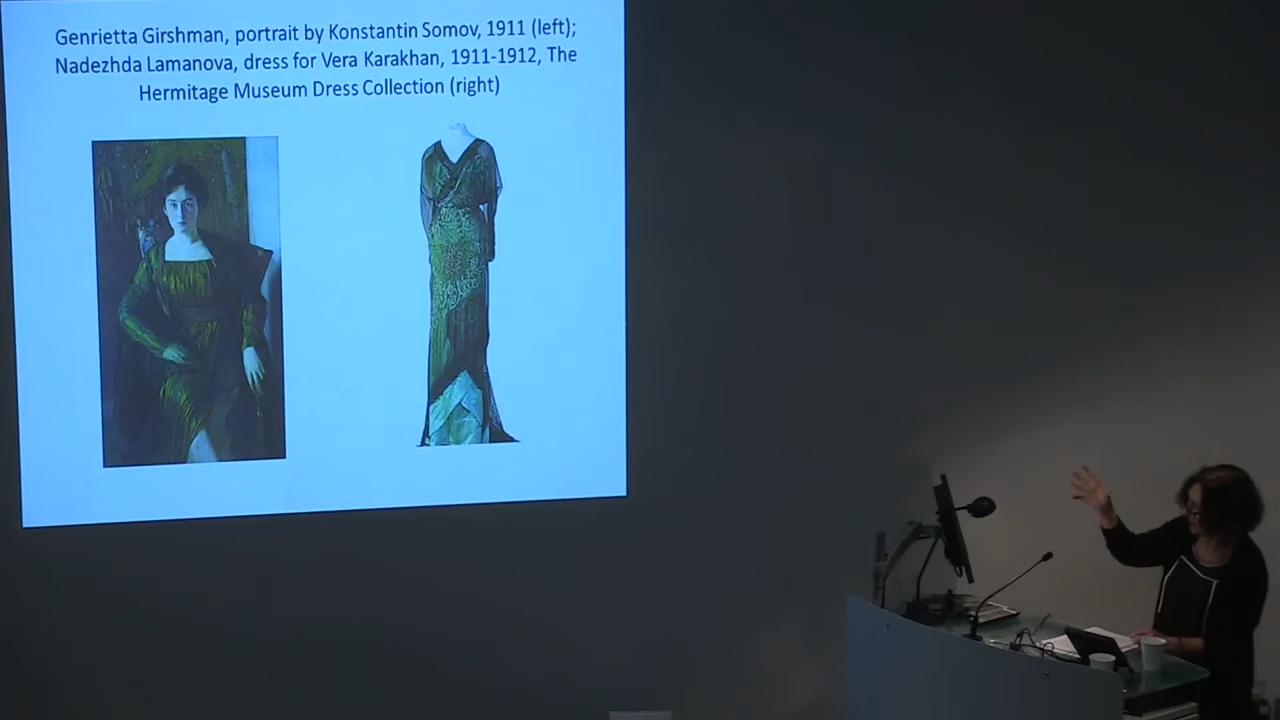 Genrietta Girshman, portrait by Konstantin Somov, 1911 (left);
Nadezhda Lamanova, dress for Vera Karakhan, 1911-1912, The
Hermitage Museum Dress Collection (right)